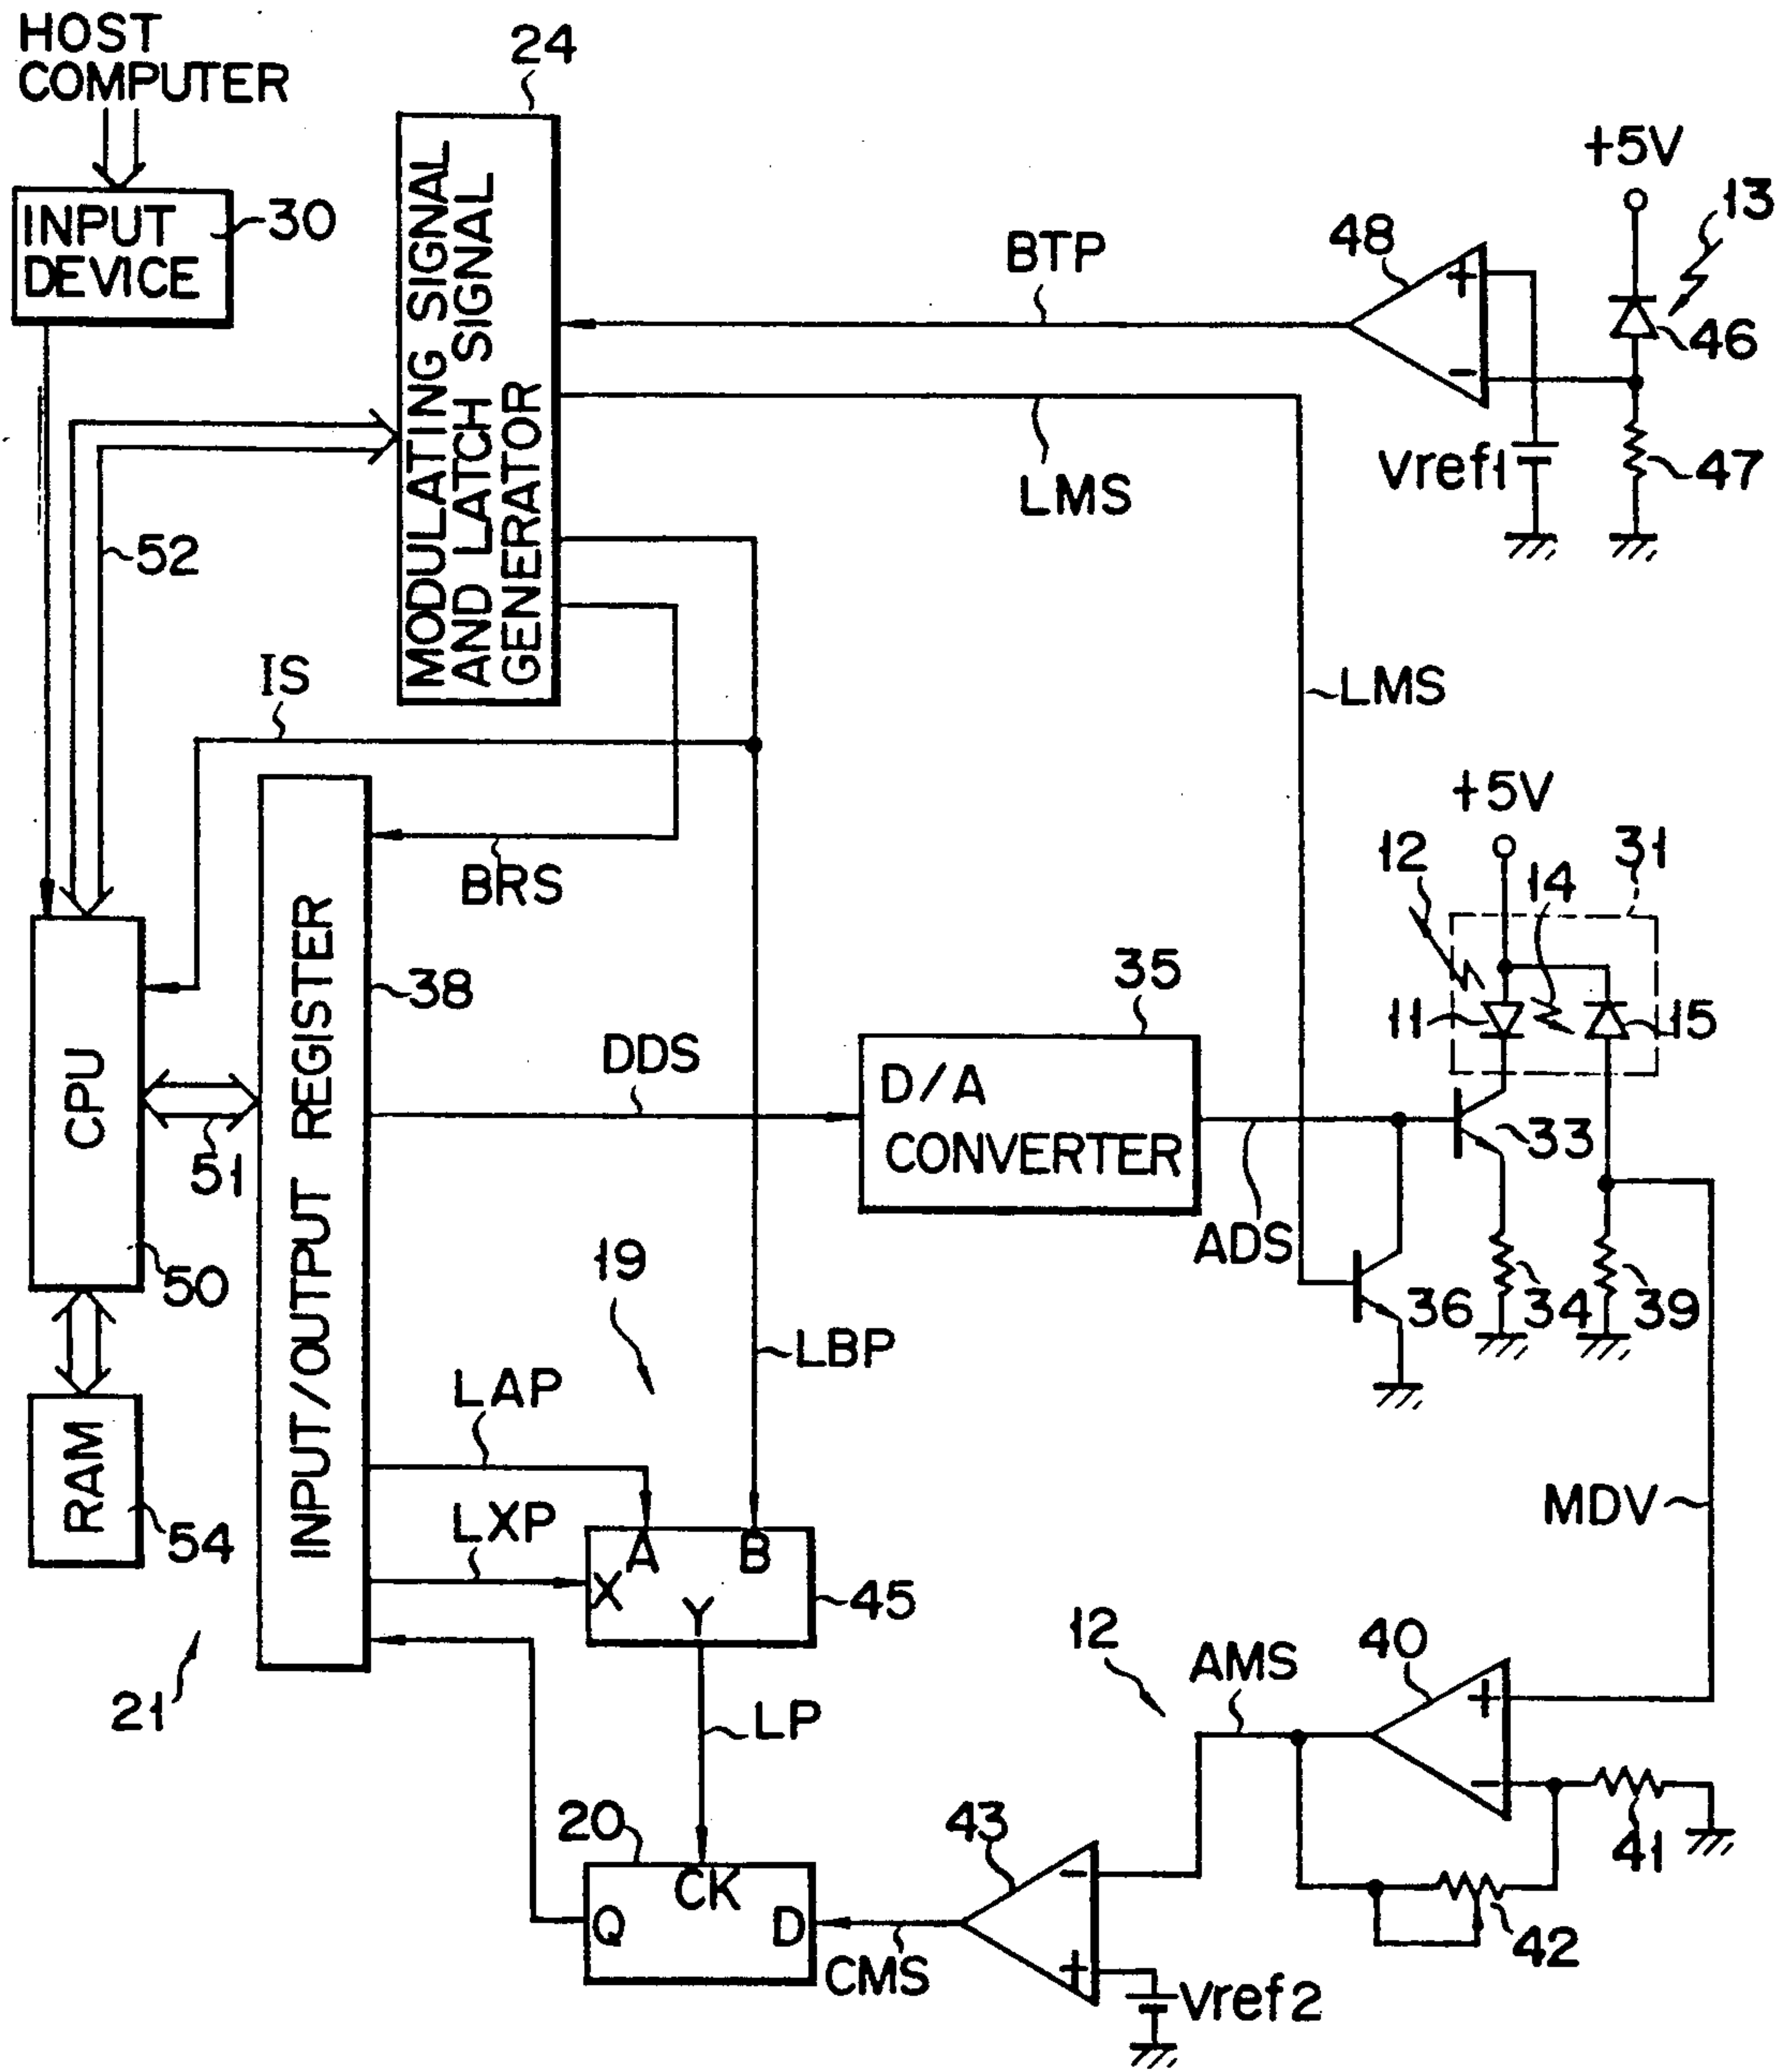 HOST
COMPUTER
24
+5V
13
INPUT
DEVICE
30
MODULATING SIGNAL
AND LATCH SIGNAL
GENERATOR
BTP
48
+
−
46
Vref1
47
LMS
52
IS
LMS
BRS
+5V
12
14
31
INPUT/OUTPUT REGISTER
38
35
11
15
CPU
DDS
D/A
CONVERTER
33
51
ADS
50
19
36
34
39
LBP
LAP
RAM
54
LXP
A
B
X
Y
45
MDV
12
AMS
40
+
−
21
LP
41
20
43
CK
Q
D
−
+
42
CMS
Vref2